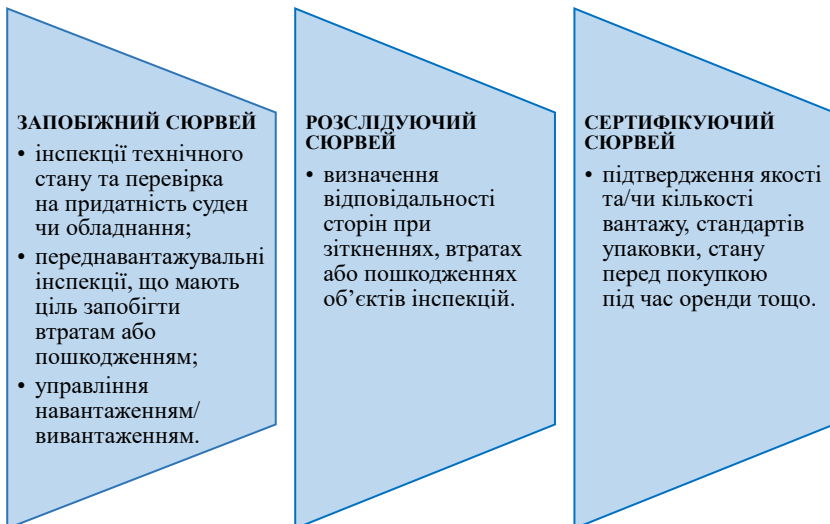 ЗАПОБІЖНИЙ СЮРВЕЙ
• інспекції технічного
стану та перевірка
на придатність суден
чи обладнання;
• переднавантажувальні
інспекції, що мають
ціль запобігти
втратам або
пошкодженням;
• управління
навантаженням/
вивантаженням.
РОЗСЛІДУЮЧИЙ
СЮРВЕЙ
• визначення
відповідальності
сторін при
зіткненнях, втратах
або пошкодженнях
об’єктів інспекцій.
СЕРТИФІКУЮЧИЙ
СЮРВЕЙ
• підтвердження якості
та/чи кількості
вантажу, стандартів
упаковки, стану
перед покупкою
під час оренди тощо.